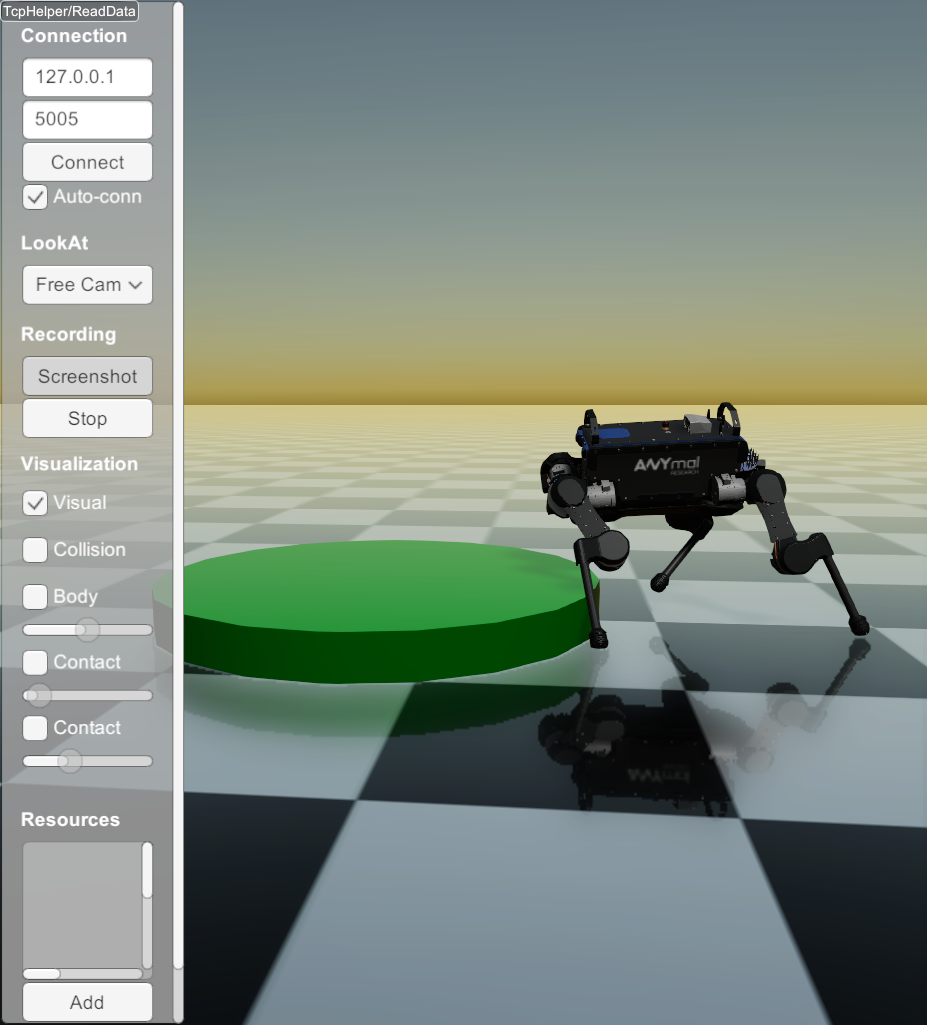 TcpHelper/ReadData
Connection
127.0.0.1
5005
Connect
Auto-conn
LookAt
Free Cam
Recording
Screenshot
Stop
Visualization
Visual
Collision
Body
Contact
Contact
Resources
Add
ANYmal
RESEARCH